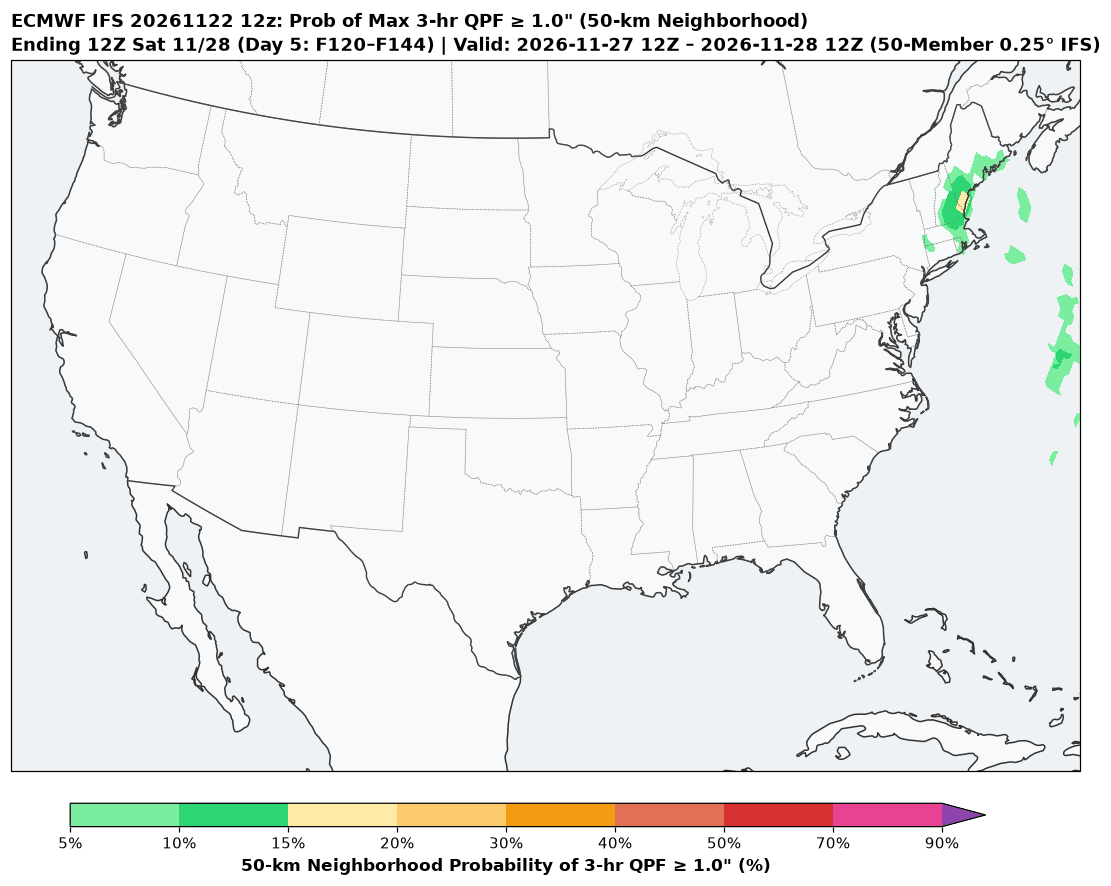 ECMWF IFS 20261122 12z: Prob of Max 3-hr QPF ≥ 1.0" (50-km Neighborhood)
Ending 12Z Sat 11/28 (Day 5: F120–F144) | Valid: 2026-11-27 12Z – 2026-11-28 12Z (50-Member 0.25° IFS)
5% 10% 15% 20% 30% 40% 50% 70% 90%
50-km Neighborhood Probability of 3-hr QPF ≥ 1.0" (%)